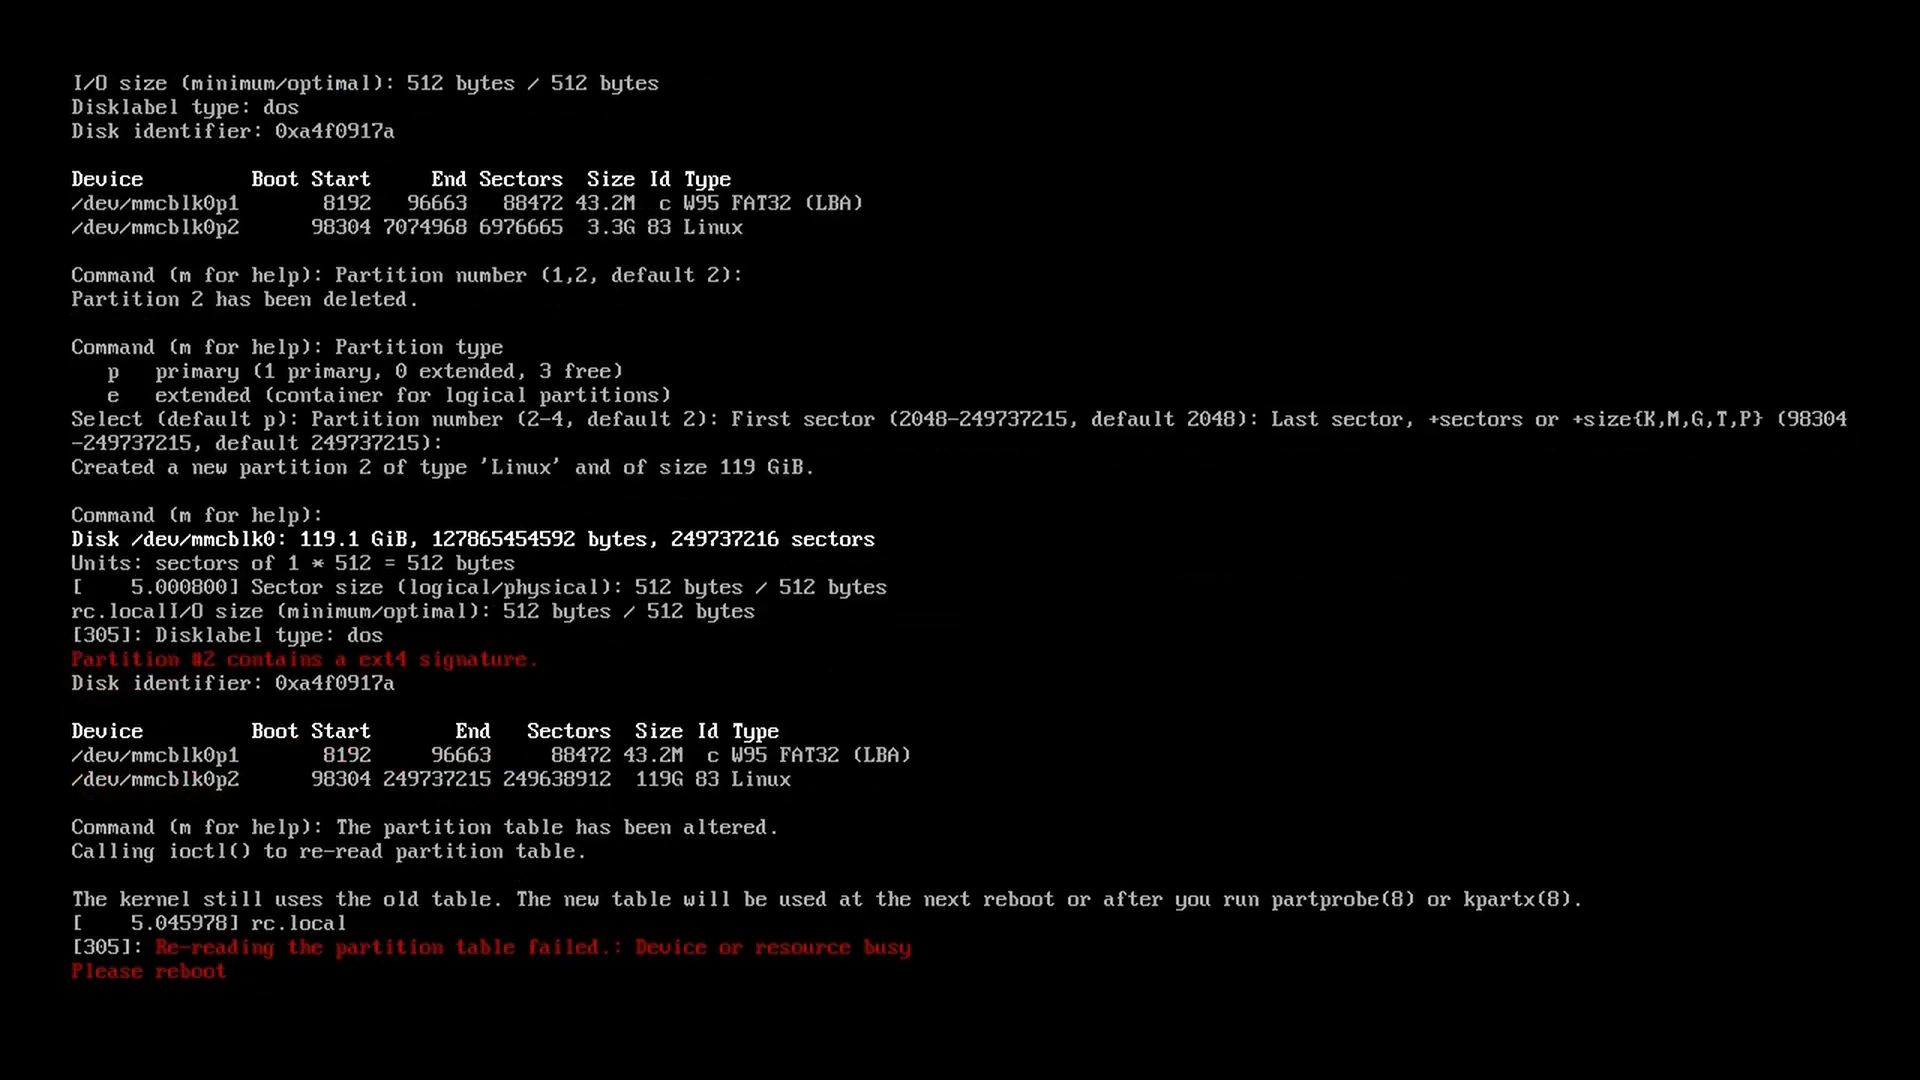 I/O size (minimum/optimal): 512 bytes / 512 bytes
Disklabel type: dos
Disk identifier: 0xa4f0917a
Device         Boot Start     End Sectors  Size Id Type
/dev/mmcblk0p1       8192   96663   88472 43.2M  c W95 FAT32 (LBA)
/dev/mmcblk0p2      98304 7074968 6976665  3.3G 83 Linux
Command (m for help): Partition number (1,2, default 2):
Partition 2 has been deleted.
Command (m for help): Partition type
   p   primary (1 primary, 0 extended, 3 free)
   e   extended (container for logical partitions)
Select (default p): Partition number (2-4, default 2): First sector (2048-249737215, default 2048): Last sector, +sectors or +size{K,M,G,T,P} (98304
-249737215, default 249737215):
Created a new partition 2 of type 'Linux' and of size 119 GiB.
Command (m for help):
Disk /dev/mmcblk0: 119.1 GiB, 127865454592 bytes, 249737216 sectors
Units: sectors of 1 * 512 = 512 bytes
[    5.000800] Sector size (logical/physical): 512 bytes / 512 bytes
rc.localI/O size (minimum/optimal): 512 bytes / 512 bytes
[305]: Disklabel type: dos
Partition #2 contains a ext4 signature.
Disk identifier: 0xa4f0917a
Device         Boot Start       End   Sectors  Size Id Type
/dev/mmcblk0p1       8192     96663     88472 43.2M  c W95 FAT32 (LBA)
/dev/mmcblk0p2      98304 249737215 249638912  119G 83 Linux
Command (m for help): The partition table has been altered.
Calling ioctl() to re-read partition table.
The kernel still uses the old table. The new table will be used at the next reboot or after you run partprobe(8) or kpartx(8).
[    5.045978] rc.local
[305]: Re-reading the partition table failed.: Device or resource busy
Please reboot